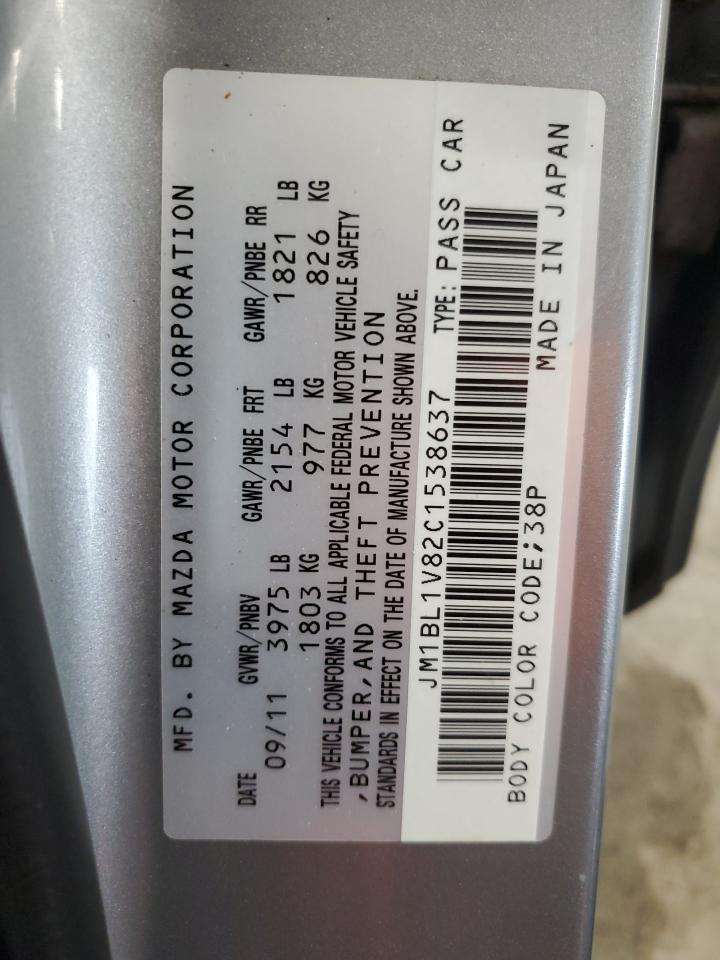 MFD. BY MAZDA MOTOR CORPORATION
DATE GVWR/PNBV GAWR/PNBE FRT GAWR/PNBE RR
09/11 3975 LB 2154 LB 1821 LB
1803 KG 977 KG 826 KG
THIS VEHICLE CONFORMS TO ALL APPLICABLE FEDERAL MOTOR VEHICLE SAFETY
,BUMPER,AND THEFT PREVENTION
STANDARDS IN EFFECT ON THE DATE OF MANUFACTURE SHOWN ABOVE.
JM1BL1V82C1538637 TYPE: PASS CAR
BODY COLOR CODE;38P MADE IN JAPAN